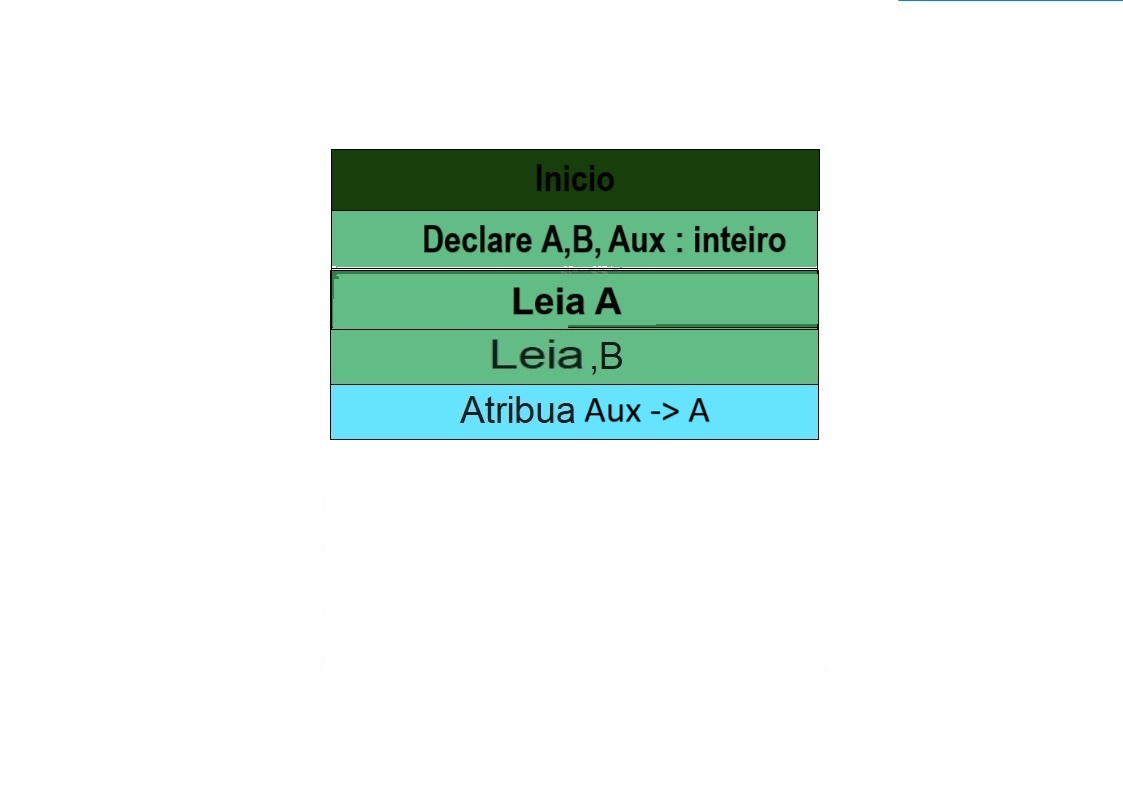 Inicio
Declare A,B, Aux : inteiro
Leia A
Leia ,B
Atribua Aux -> A